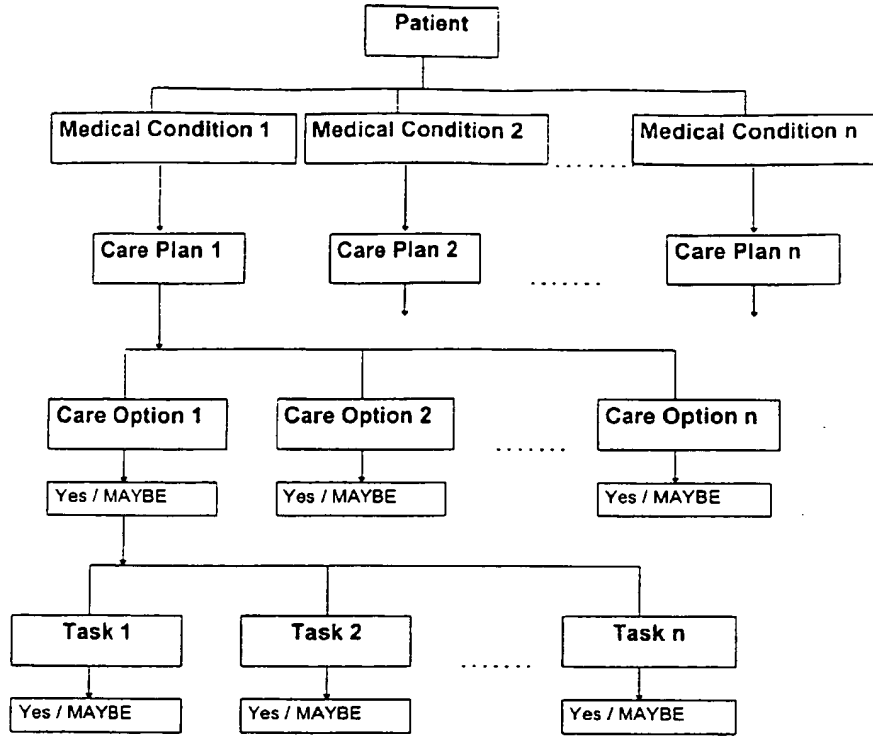 Patient
Medical Condition 1
Medical Condition 2
Medical Condition n
Care Plan 1
Care Plan 2
Care Plan n
Care Option 1
Care Option 2
Care Option n
Yes / MAYBE
Yes / MAYBE
Yes / MAYBE
Task 1
Task 2
Task n
Yes / MAYBE
Yes / MAYBE
Yes / MAYBE